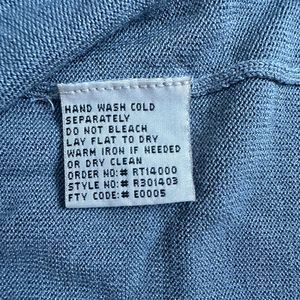 HAND WASH COLD
SEPARATELY
DO NOT BLEACH
LAY FLAT TO DRY
WARM IRON IF NEEDED
OR DRY CLEAN
ORDER NO:# RT14000
STYLE NO:# R301403
FTY CODE:# E0005